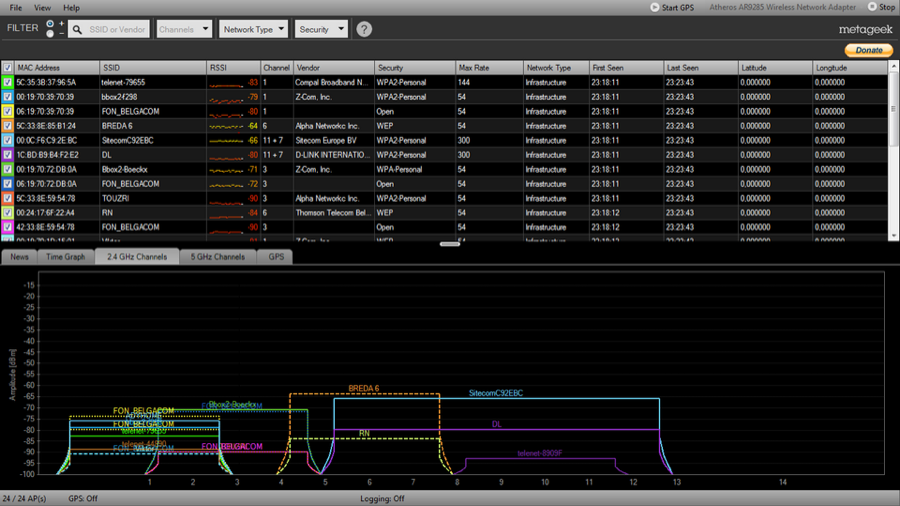 File View Start GPS Atheros AR9285 Wireless Network Adapter Stop
FILTER + - SSID or Vendor Channels Network Type Security ? metageek
Donate
MAC Address SSID RSSI Channel Vendor Security Max Rate Network Type First Seen Last Seen Latitude Longitude
5C:35:3B:37:96:5A telenet-79655 -83 1 Compal Broadband N... WPA2-Personal 144 Infrastructure 23:18:11 23:23:43 0.000000 0.000000
00:19:70:39:70:39 bbox2-f298 -79 1 Z-Com, Inc. WPA2-Personal 54 Infrastructure 23:18:11 23:23:43 0.000000 0.000000
06:19:70:39:70:39 FON_BELGACOM -80 1 Open 54 Infrastructure 23:18:11 23:23:43 0.000000 0.000000
5C:33:8E:85:B1:24 BREDA 6 -64 6 Alpha Networkc Inc. WEP 54 Infrastructure 23:18:11 23:23:43 0.000000 0.000000
00:0C:F6:C9:2E:BC SitecomC92EBC -66 11 + 7 Sitecom Europe BV WPA2-Personal 300 Infrastructure 23:18:11 23:23:43 0.000000 0.000000
1C:BD:B9:B4:F2:E2 DL -80 11 + 7 D-LINK INTERNATIO... WPA2-Personal 300 Infrastructure 23:18:11 23:23:43 0.000000 0.000000
00:19:70:72:DB:0A Bbox2-Boeckx -71 3 Z-Com, Inc. WPA-Personal 54 Infrastructure 23:18:11 23:23:43 0.000000 0.000000
06:19:70:72:DB:0A FON_BELGACOM -72 3 Open 54 Infrastructure 23:18:11 23:23:43 0.000000 0.000000
5C:33:8E:59:54:78 TOUZRI -90 3 Alpha Networkc Inc. WPA2-Personal 54 Infrastructure 23:18:11 23:23:43 0.000000 0.000000
00:24:17:6F:22:A4 RN -84 6 Thomson Telecom Bel... WEP 54 Infrastructure 23:18:12 23:23:43 0.000000 0.000000
42:33:8E:59:54:78 FON_BELGACOM -90 3 Open 54 Infrastructure 23:18:12 23:23:43 0.000000 0.000000
News Time Graph 2.4 GHz Channels 5 GHz Channels GPS
Amplitude [dBm]
-15
-20
-25
-30
-35
-40
-45
-50
-55
-60
-65 BREDA 6 SitecomC92EBC
-70 Bbox2-Boeckx
-75 FON_BELGACOM
-80 FON_BELGACOM RN DL
-85
-90 FON_BELGACOM telenet-8909F
-95
-100
1 2 3 4 5 6 7 8 9 10 11 12 13 14
24 / 24 AP(s) GPS: Off Logging: Off